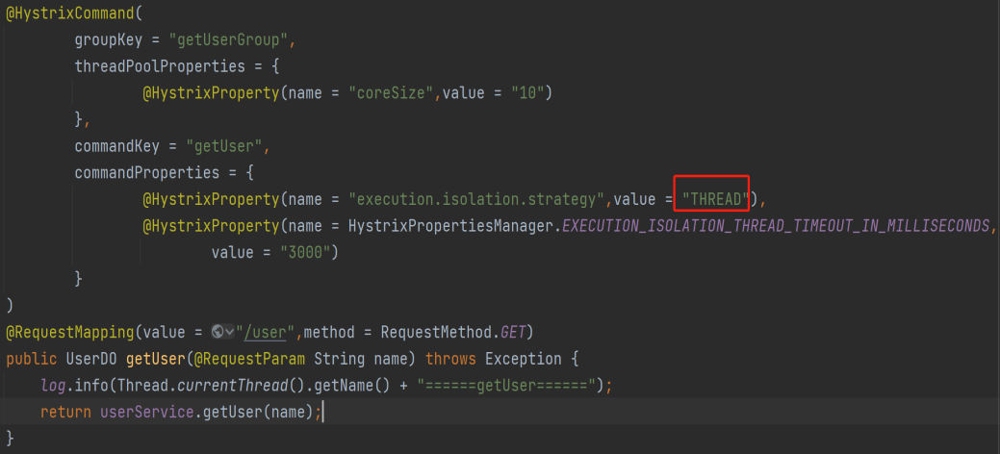 @HystrixCommand(
groupKey = "getUserGroup",
threadPoolProperties = {
@HystrixProperty(name = "coreSize",value = "10")
},
commandKey = "getUser",
commandProperties = {
@HystrixProperty(name = "execution.isolation.strategy",value = "THREAD"),
@HystrixProperty(name = HystrixPropertiesManager.EXECUTION_ISOLATION_THREAD_TIMEOUT_IN_MILLISECONDS,
value = "3000")
}
)
@RequestMapping(value = "/user",method = RequestMethod.GET)
public UserDO getUser(@RequestParam String name) throws Exception {
log.info(Thread.currentThread().getName() + "======getUser======");
return userService.getUser(name);
}